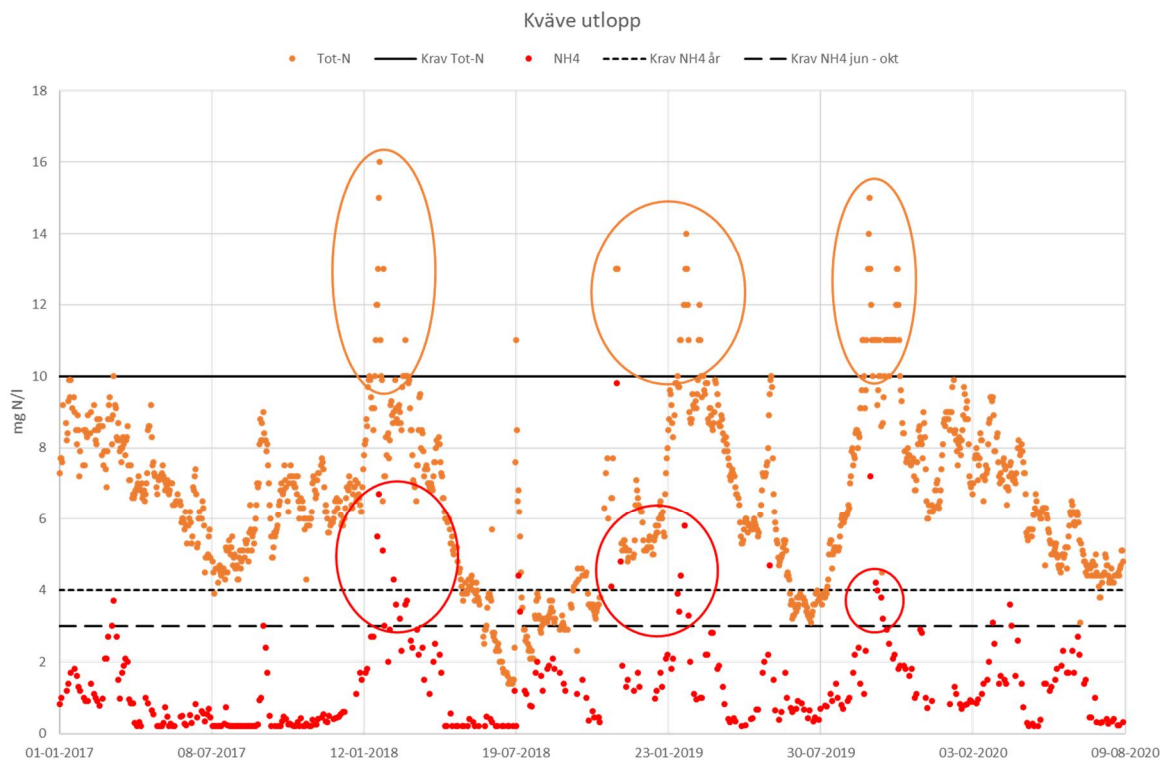 Kväve utlopp
Tot-N Krav Tot-N NH4 Krav NH4 år Krav NH4 jun - okt
18
16
14
12
10
8
6
4
2
0
mg N/l
01-01-2017 08-07-2017 12-01-2018 19-07-2018 23-01-2019 30-07-2019 03-02-2020 09-08-2020